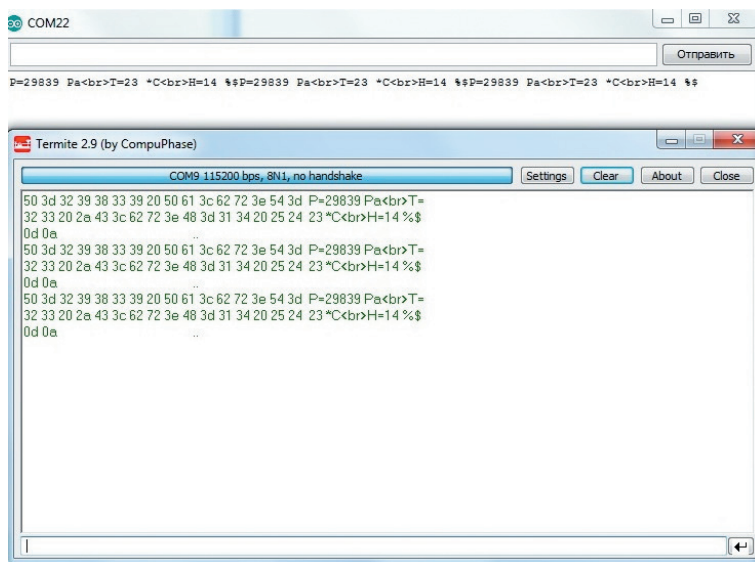 COM22
Отправить
P=29839 Pa<br>T=23 *C<br>H=14 %$P=29839 Pa<br>T=23 *C<br>H=14 %$P=29839 Pa<br>T=23 *C<br>H=14 %$
Termite 2.9 (by CompuPhase)
COM9 115200 bps, 8N1, no handshake Settings Clear About Close
50 3d 32 39 38 33 39 20 50 61 3c 62 72 3e 54 3d P=29839 Pa<br>T=
32 33 20 2a 43 3c 62 72 3e 48 3d 31 34 20 25 24 23 *C<br>H=14 %$
0d 0a ..
50 3d 32 39 38 33 39 20 50 61 3c 62 72 3e 54 3d P=29839 Pa<br>T=
32 33 20 2a 43 3c 62 72 3e 48 3d 31 34 20 25 24 23 *C<br>H=14 %$
0d 0a ..
50 3d 32 39 38 33 39 20 50 61 3c 62 72 3e 54 3d P=29839 Pa<br>T=
32 33 20 2a 43 3c 62 72 3e 48 3d 31 34 20 25 24 23 *C<br>H=14 %$
0d 0a ..